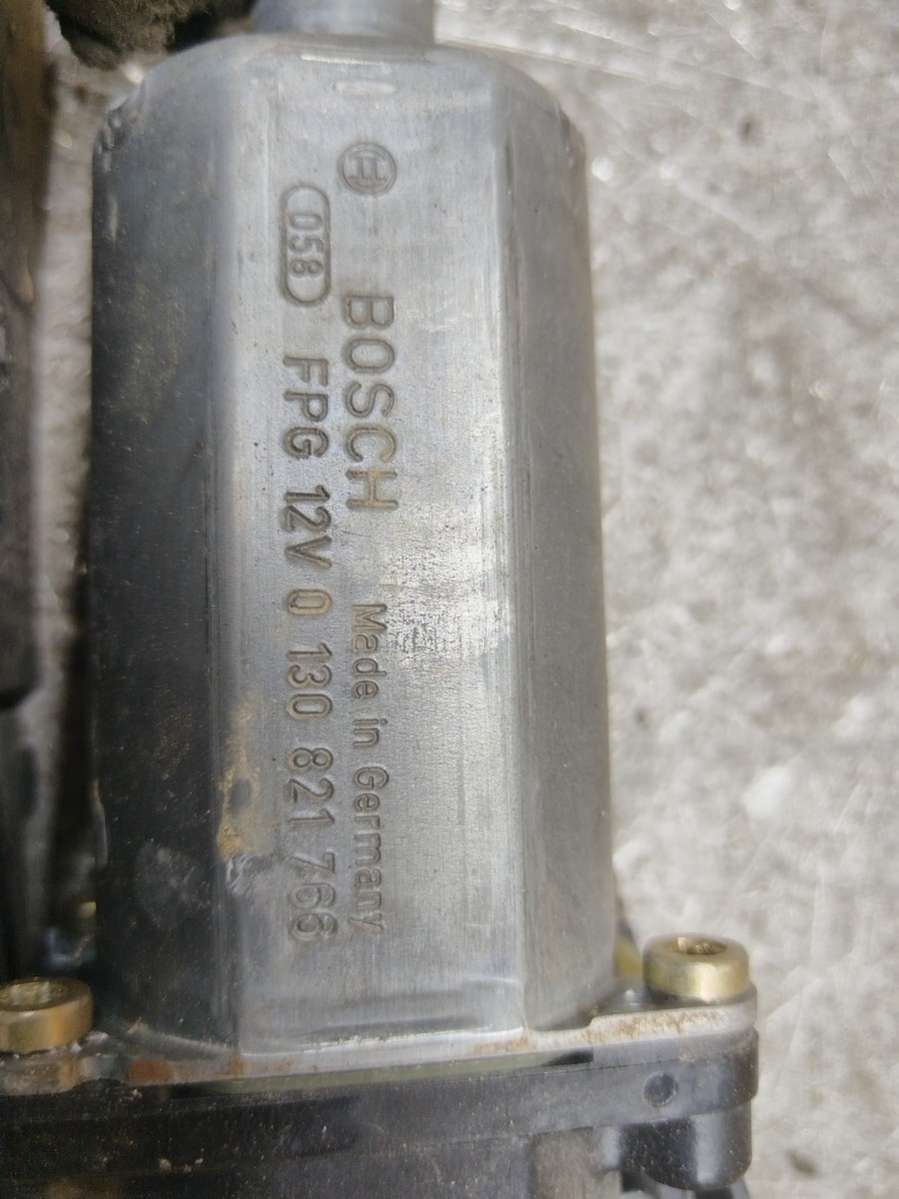 BOSCH Made in Germany
058 FPG 12V 0 130 821 766